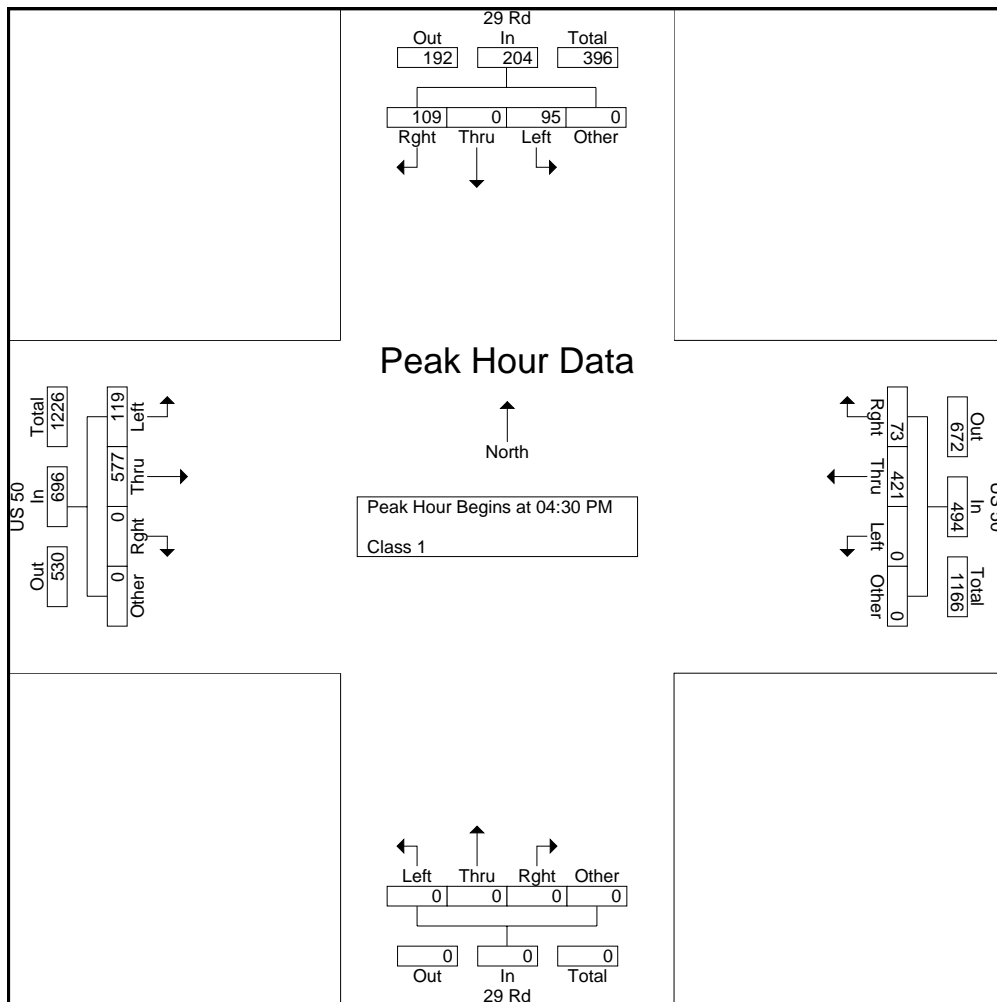 29 Rd
Out In Total
192 204 396
109 0 95 0
Rght Thru Left Other
Peak Hour Data
North
Peak Hour Begins at 04:30 PM
Class 1
US 50
Total In Out
1226 696 530
119 577 0 0
Left Thru Rght Other
Rght Thru Left Other
73 421 0 0
Out In Total
672 494 1166
US 50
Left Thru Rght Other
0 0 0 0
0 0 0
Out In Total
29 Rd